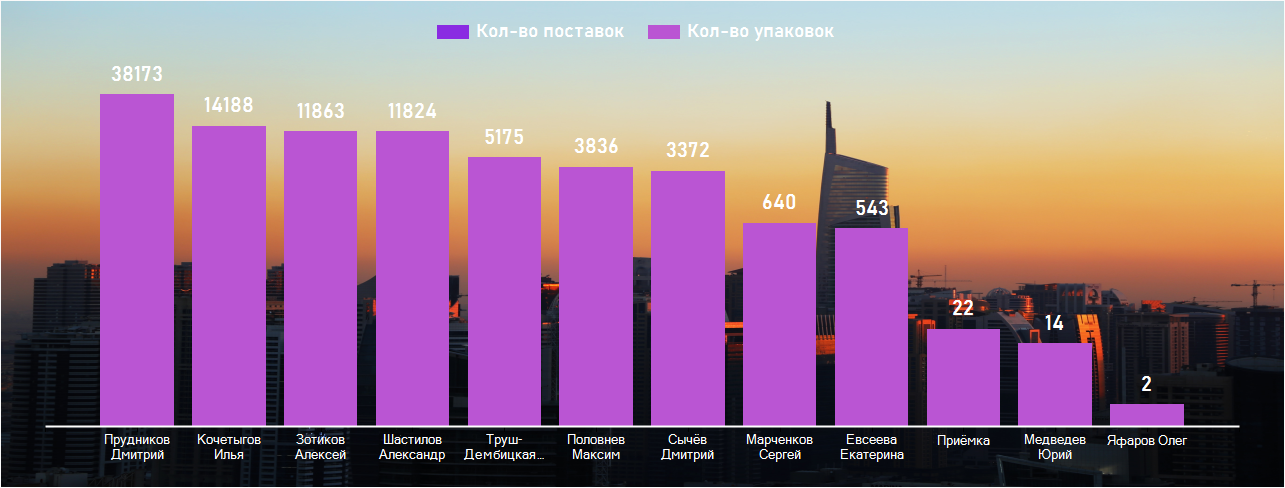 Кол-во поставок Кол-во упаковок
38173
14188
11863
11824
5175
3836
3372
640
543
22
14
2
Прудников
Дмитрий
Кочетыгов
Илья
Зотиков
Алексей
Шастилов
Александр
Труш-
Дембицкая...
Половнев
Максим
Сычёв
Дмитрий
Марченков
Сергей
Евсеева
Екатерина
Приёмка
Медведев
Юрий
Яфаров Олег